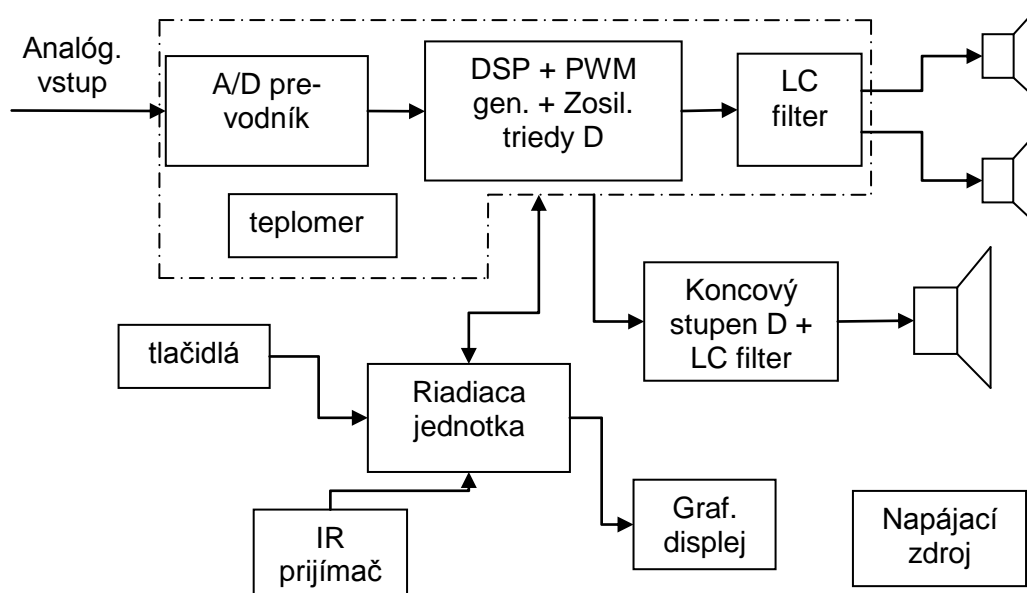 Analóg.
vstup
A/D pre-
vodník
DSP + PWM
gen. + Zosil.
triedy D
LC
filter
teplomer
Koncový
stupen D +
LC filter
tlačidlá
Riadiaca
jednotka
IR
prijímač
Graf.
displej
Napájací
zdroj